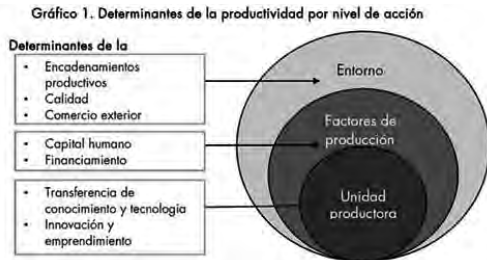 Gráfico 1. Determinantes de la productividad por nivel de acción
Determinantes de la
• Encadenamientos
productivos
• Calidad
• Comercio exterior
• Capital humano
• Financiamiento
• Transferencia de
conocimiento y tecnología
• Innovación y
emprendimiento
Entorno
Factores de
producción
Unidad
productora